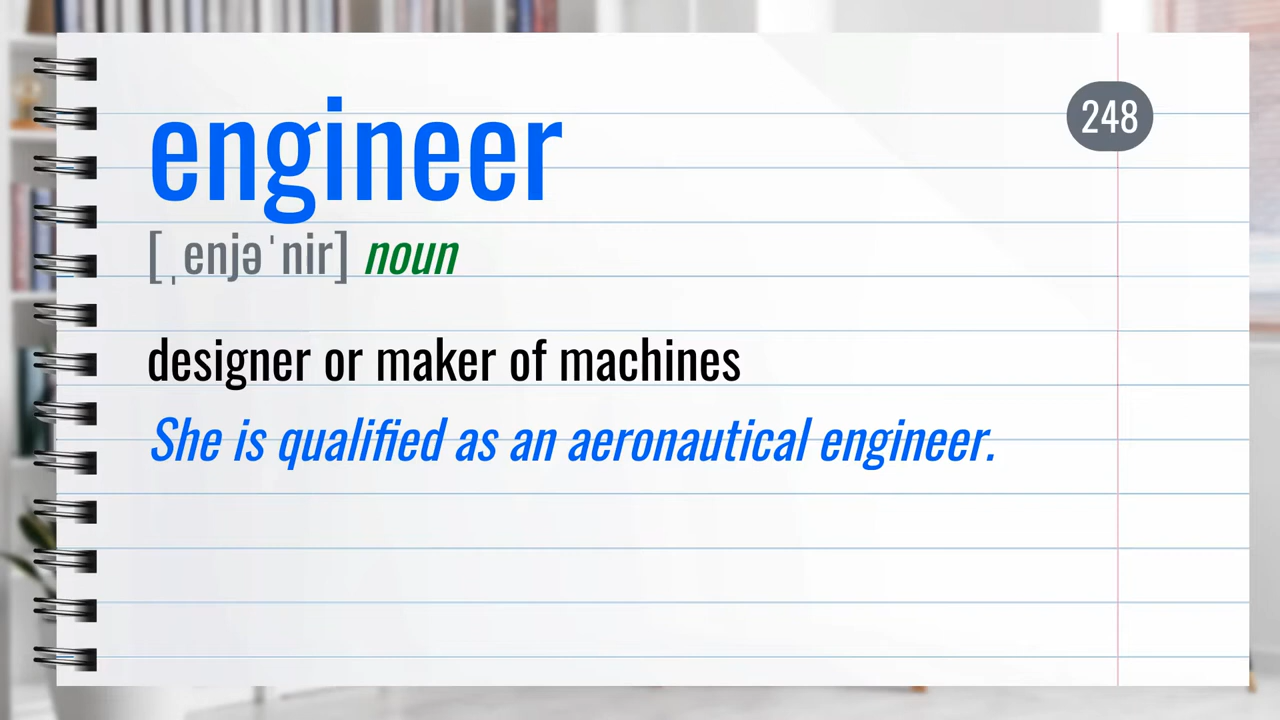 engineer
248
[ˌenjəˈnir] noun
designer or maker of machines
She is qualified as an aeronautical engineer.